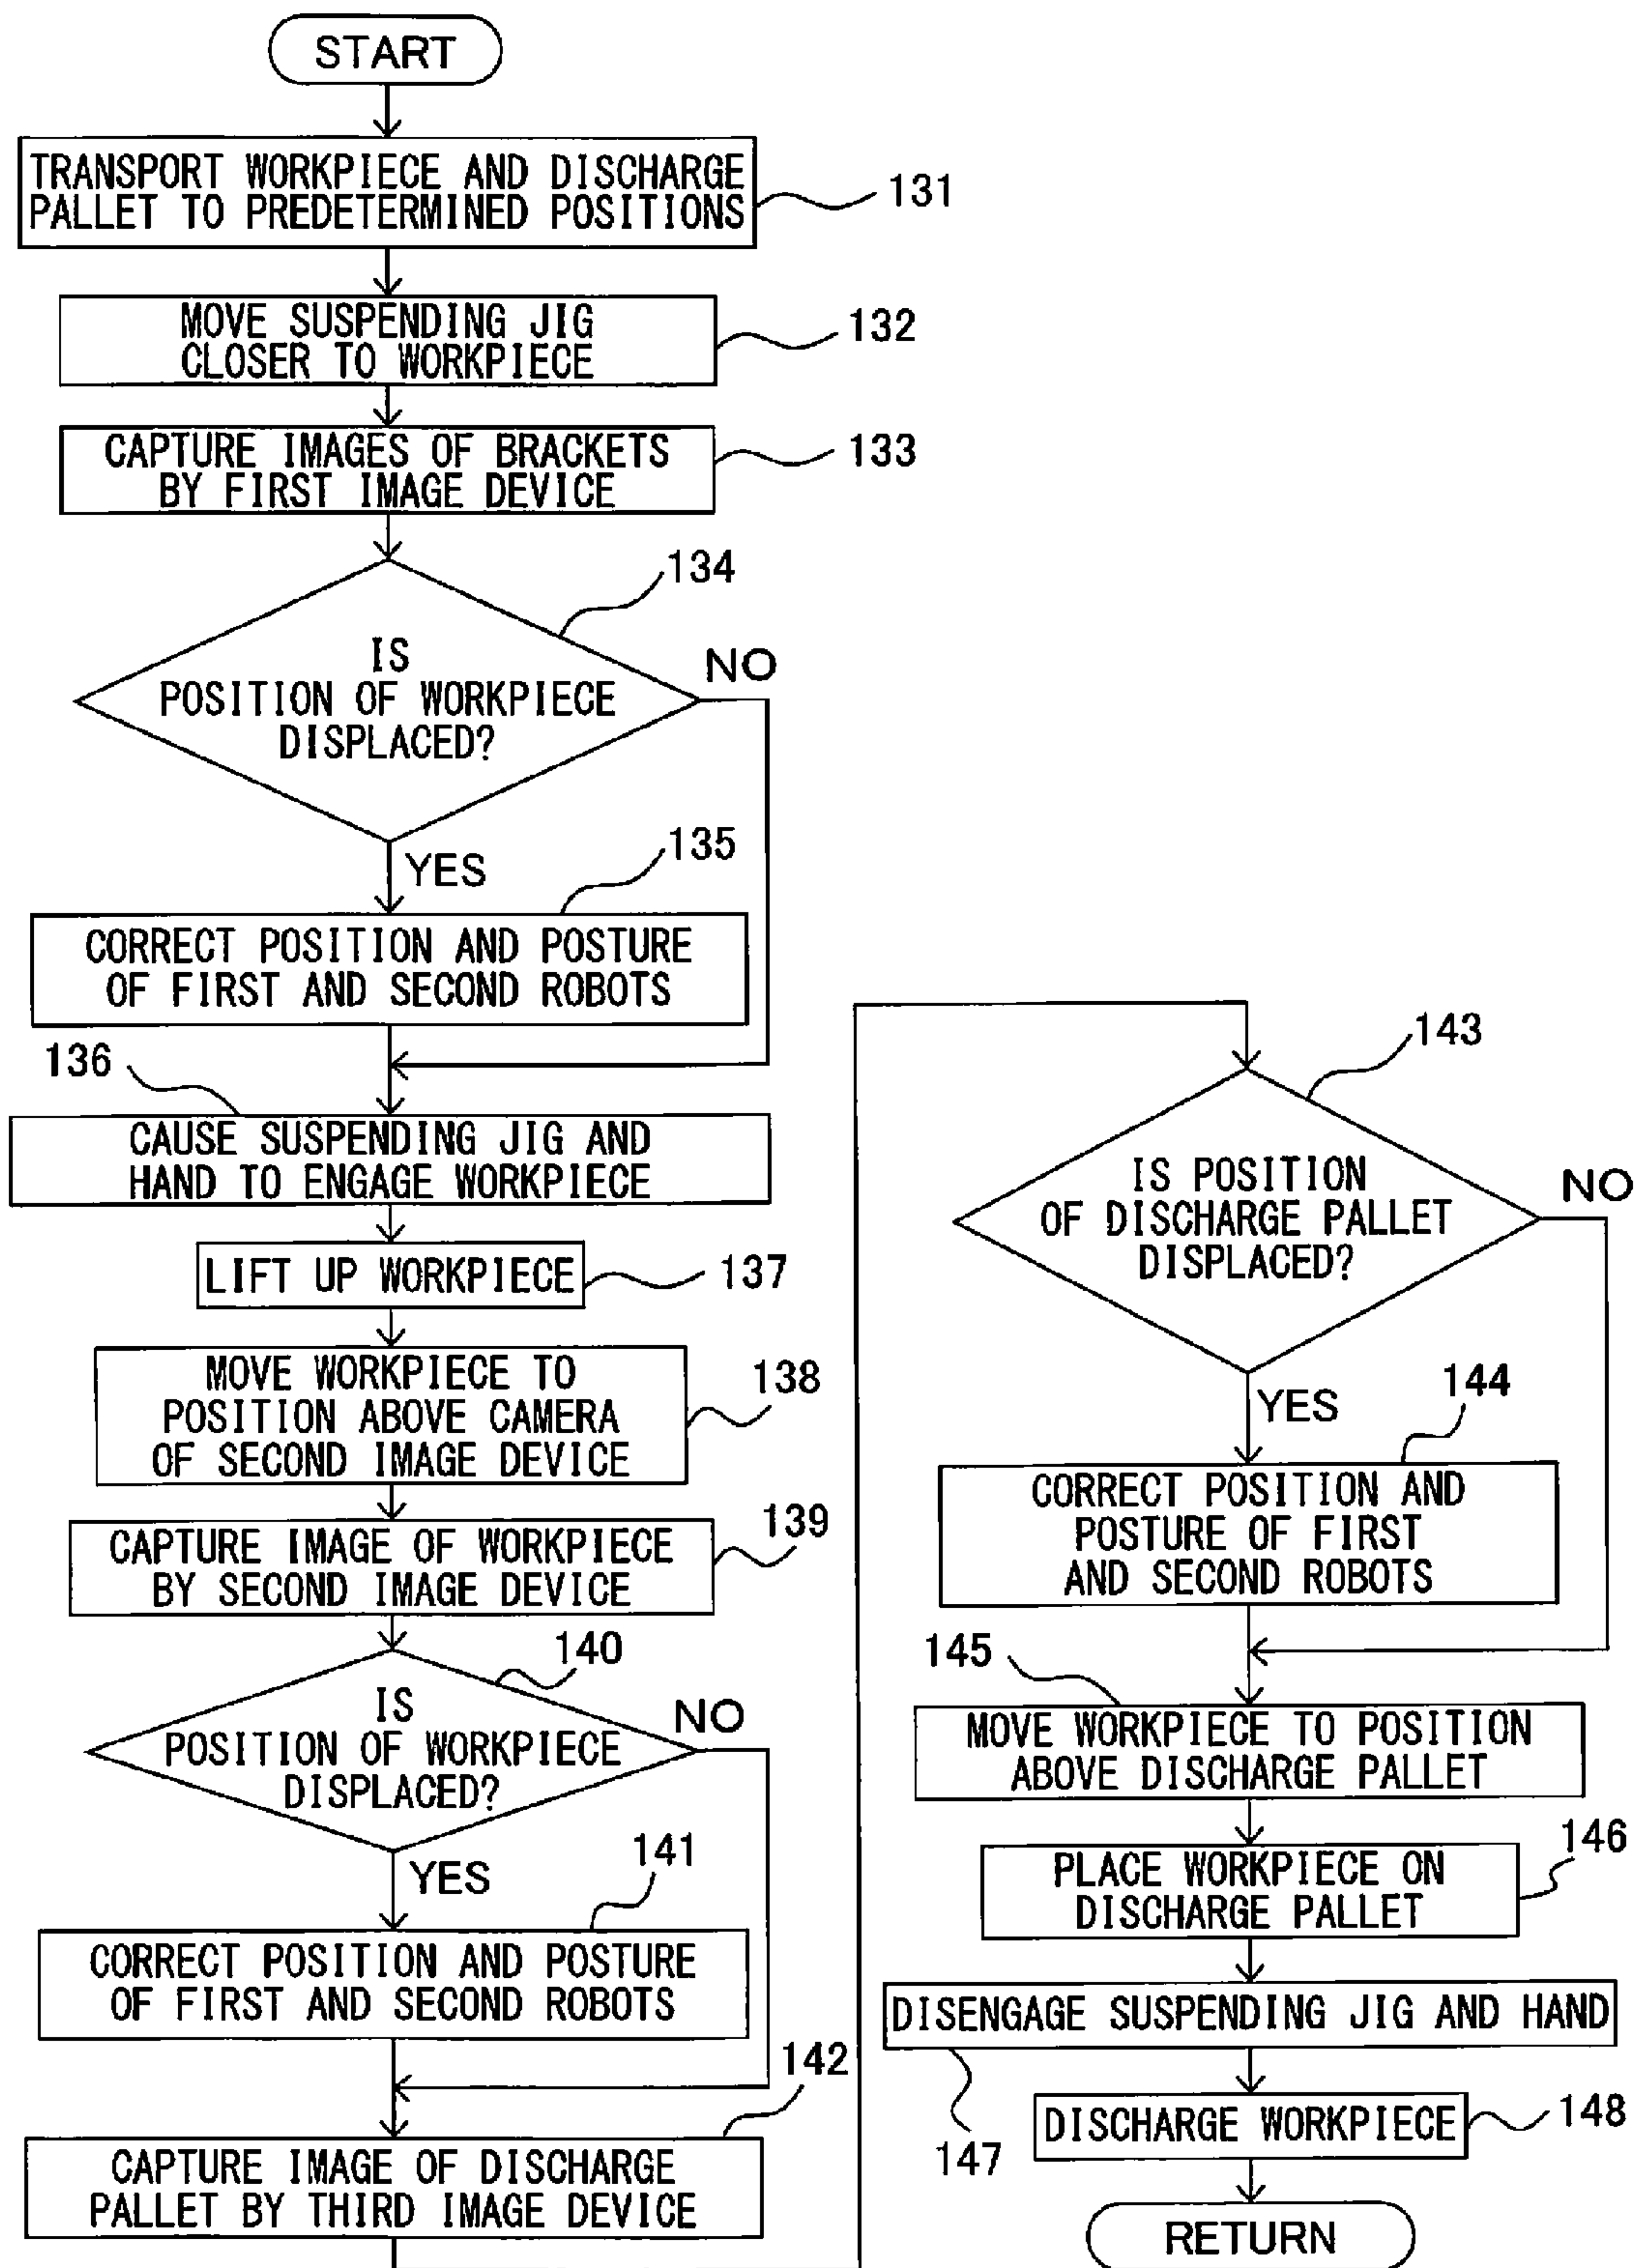 START
TRANSPORT WORKPIECE AND DISCHARGE
PALLET TO PREDETERMINED POSITIONS
131
MOVE SUSPENDING JIG
CLOSER TO WORKPIECE
132
CAPTURE IMAGES OF BRACKETS
BY FIRST IMAGE DEVICE
133
134
IS
POSITION OF WORKPIECE
DISPLACED?
NO
YES
135
CORRECT POSITION AND POSTURE
OF FIRST AND SECOND ROBOTS
136
CAUSE SUSPENDING JIG AND
HAND TO ENGAGE WORKPIECE
LIFT UP WORKPIECE
137
MOVE WORKPIECE TO
POSITION ABOVE CAMERA
OF SECOND IMAGE DEVICE
138
CAPTURE IMAGE OF WORKPIECE
BY SECOND IMAGE DEVICE
139
140
IS
POSITION OF WORKPIECE
DISPLACED?
NO
YES
141
CORRECT POSITION AND POSTURE
OF FIRST AND SECOND ROBOTS
142
CAPTURE IMAGE OF DISCHARGE
PALLET BY THIRD IMAGE DEVICE
143
IS POSITION
OF DISCHARGE PALLET
DISPLACED?
NO
YES
144
CORRECT POSITION AND
POSTURE OF FIRST
AND SECOND ROBOTS
145
MOVE WORKPIECE TO POSITION
ABOVE DISCHARGE PALLET
PLACE WORKPIECE ON
DISCHARGE PALLET
146
DISENGAGE SUSPENDING JIG AND HAND
147
DISCHARGE WORKPIECE
148
RETURN